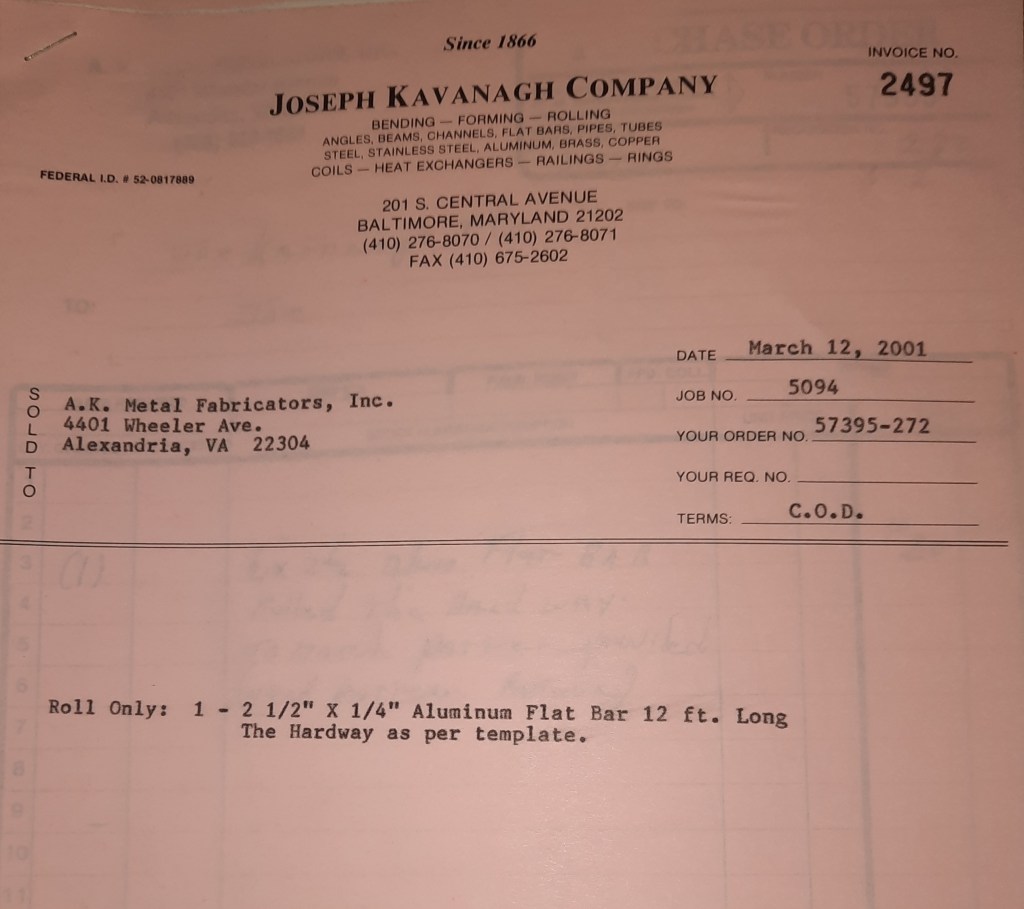 Since 1866
INVOICE NO.
2497
JOSEPH KAVANAGH COMPANY
BENDING — FORMING — ROLLING
ANGLES, BEAMS, CHANNELS, FLAT BARS, PIPES, TUBES
STEEL, STAINLESS STEEL, ALUMINUM, BRASS, COPPER
COILS — HEAT EXCHANGERS — RAILINGS — RINGS
FEDERAL I.D. # 52-0817889
201 S. CENTRAL AVENUE
BALTIMORE, MARYLAND 21202
(410) 276-8070 / (410) 276-8071
FAX (410) 675-2602
DATE March 12, 2001
JOB NO. 5094
YOUR ORDER NO. 57395-272
YOUR REQ. NO.
TERMS: C.O.D.
SOLD TO
A.K. Metal Fabricators, Inc.
4401 Wheeler Ave.
Alexandria, VA 22304
Roll Only: 1 - 2 1/2" X 1/4" Aluminum Flat Bar 12 ft. Long
The Hardway as per template.